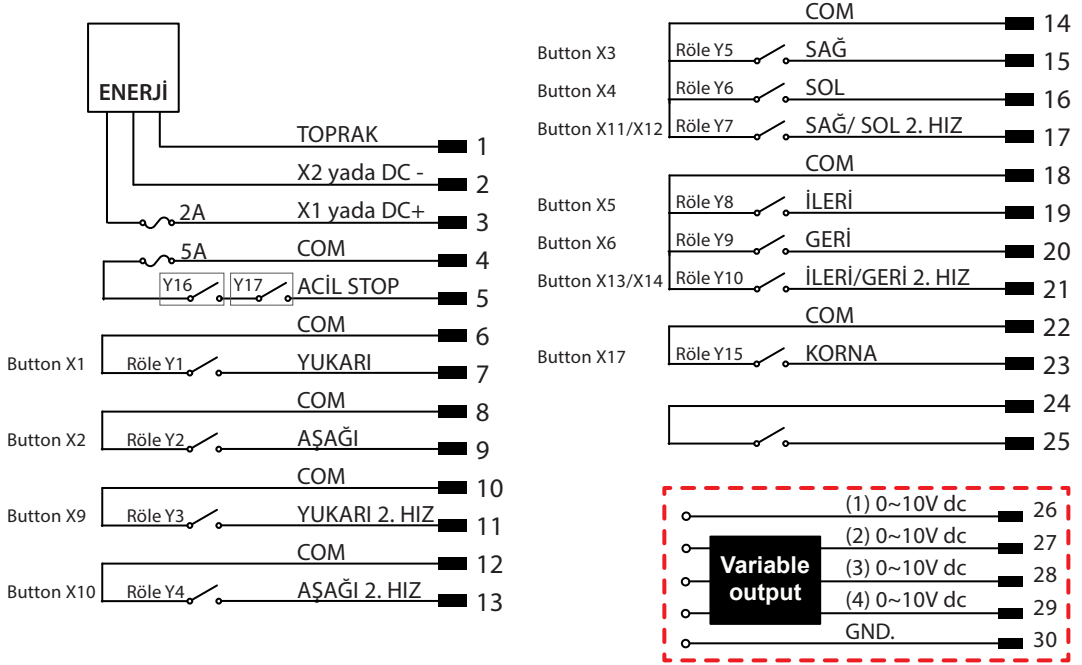 ENERJİ
TOPRAK 1
X2 yada DC - 2
2A X1 yada DC+ 3
5A COM 4
Y16 Y17 ACİL STOP 5
COM 6
Button X1 Röle Y1 YUKARI 7
COM 8
Button X2 Röle Y2 AŞAĞI 9
COM 10
Button X9 Röle Y3 YUKARI 2. HIZ 11
COM 12
Button X10 Röle Y4 AŞAĞI 2. HIZ 13
COM 14
Button X3 Röle Y5 SAĞ 15
Button X4 Röle Y6 SOL 16
Button X11/X12 Röle Y7 SAĞ/ SOL 2. HIZ 17
COM 18
Button X5 Röle Y8 İLERİ 19
Button X6 Röle Y9 GERİ 20
Button X13/X14 Röle Y10 İLERİ/GERİ 2. HIZ 21
COM 22
Button X17 Röle Y15 KORNA 23
24
25
(1) 0~10V dc 26
(2) 0~10V dc 27
Variable output
(3) 0~10V dc 28
(4) 0~10V dc 29
GND. 30